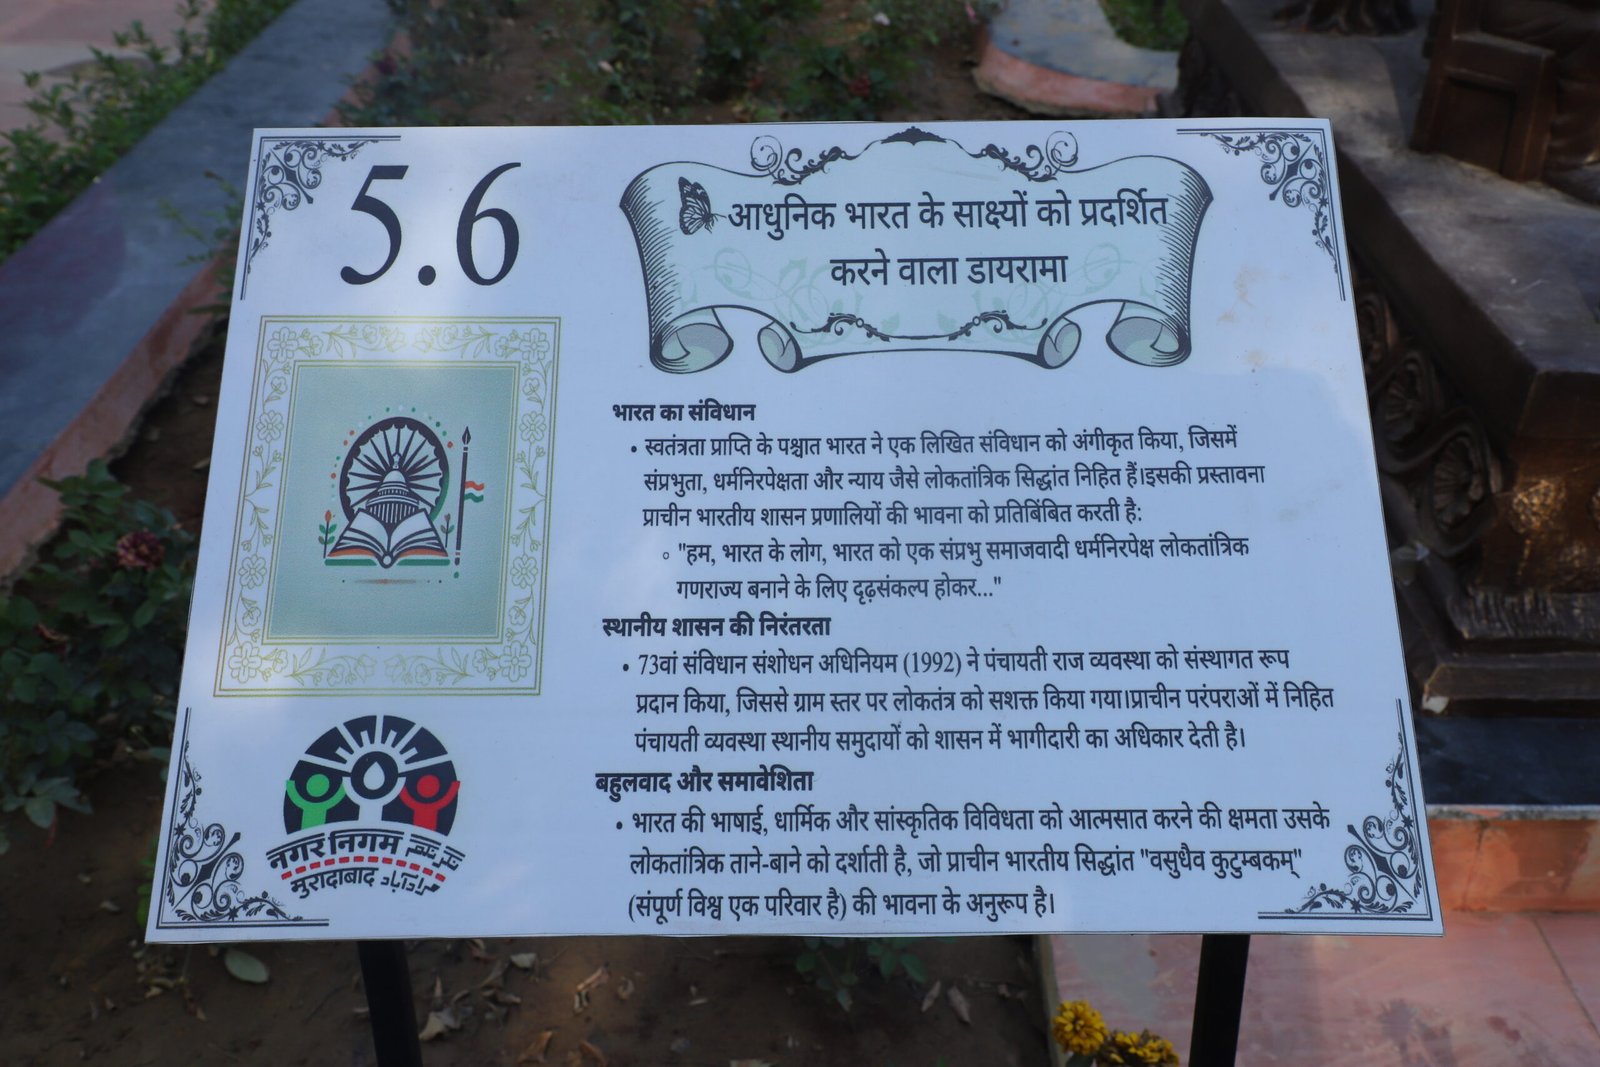 5.6
आधुनिक भारत के साक्ष्यों को प्रदर्शित
करने वाला डायरामा
भारत का संविधान
• स्वतंत्रता प्राप्ति के पश्चात भारत ने एक लिखित संविधान को अंगीकृत किया, जिसमें
संप्रभुता, धर्मनिरपेक्षता और न्याय जैसे लोकतांत्रिक सिद्धांत निहित हैं।इसकी प्रस्तावना
प्राचीन भारतीय शासन प्रणालियों की भावना को प्रतिबिंबित करती है:
◦ "हम, भारत के लोग, भारत को एक संप्रभु समाजवादी धर्मनिरपेक्ष लोकतांत्रिक
गणराज्य बनाने के लिए दृढ़संकल्प होकर..."
स्थानीय शासन की निरंतरता
• 73वां संविधान संशोधन अधिनियम (1992) ने पंचायती राज व्यवस्था को संस्थागत रूप
प्रदान किया, जिससे ग्राम स्तर पर लोकतंत्र को सशक्त किया गया।प्राचीन परंपराओं में निहित
पंचायती व्यवस्था स्थानीय समुदायों को शासन में भागीदारी का अधिकार देती है।
बहुलवाद और समावेशिता
• भारत की भाषाई, धार्मिक और सांस्कृतिक विविधता को आत्मसात करने की क्षमता उसके
लोकतांत्रिक ताने-बाने को दर्शाती है, जो प्राचीन भारतीय सिद्धांत "वसुधैव कुटुम्बकम्"
(संपूर्ण विश्व एक परिवार है) की भावना के अनुरूप है।
नगर निगम
मुरादाबाद مرادآباد